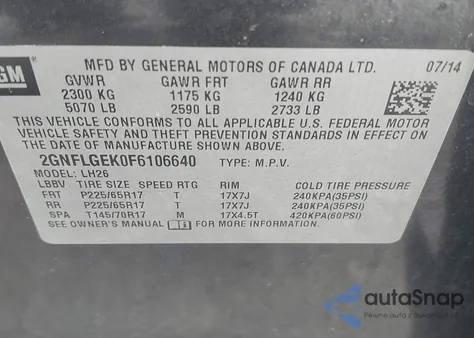 GM
MFD BY GENERAL MOTORS OF CANADA LTD. 07/14
GVWR GAWR FRT GAWR RR
2300 KG 1175 KG 1240 KG
5070 LB 2590 LB 2733 LB
THIS VEHICLE CONFORMS TO ALL APPLICABLE U.S. FEDERAL MOTOR
VEHICLE SAFETY AND THEFT PREVENTION STANDARDS IN EFFECT ON
THE DATE OF MANUFACTURE SHOWN ABOVE.
2GNFLGEK0F6106640 TYPE: M.P.V.
MODEL: LH26
LBBV TIRE SIZE SPEED RTG RIM COLD TIRE PRESSURE
FRT P225/65R17 T 17X7J 240KPA(35PSI)
RR P225/65R17 T 17X7J 240KPA(35PSI)
SPA T145/70R17 M 17X4.5T 420KPA(60PSI)
SEE OWNER'S MANUAL FOR MORE INFORMATION
autoSnap